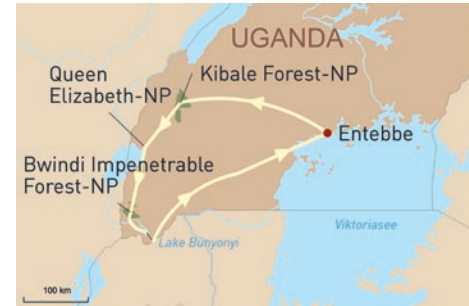 UGANDA
Queen
Elizabeth-NP
Kibale Forest-NP
Entebbe
Bwindi Impenetrable
Forest-NP
Lake Bunyonyi
Viktoriasee
100 km